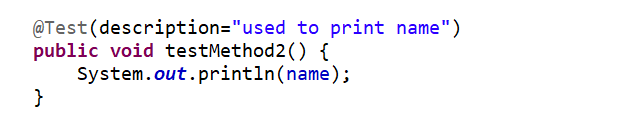 @Test(description="used to print name")
public void testMethod2() {
    System.out.println(name);
}